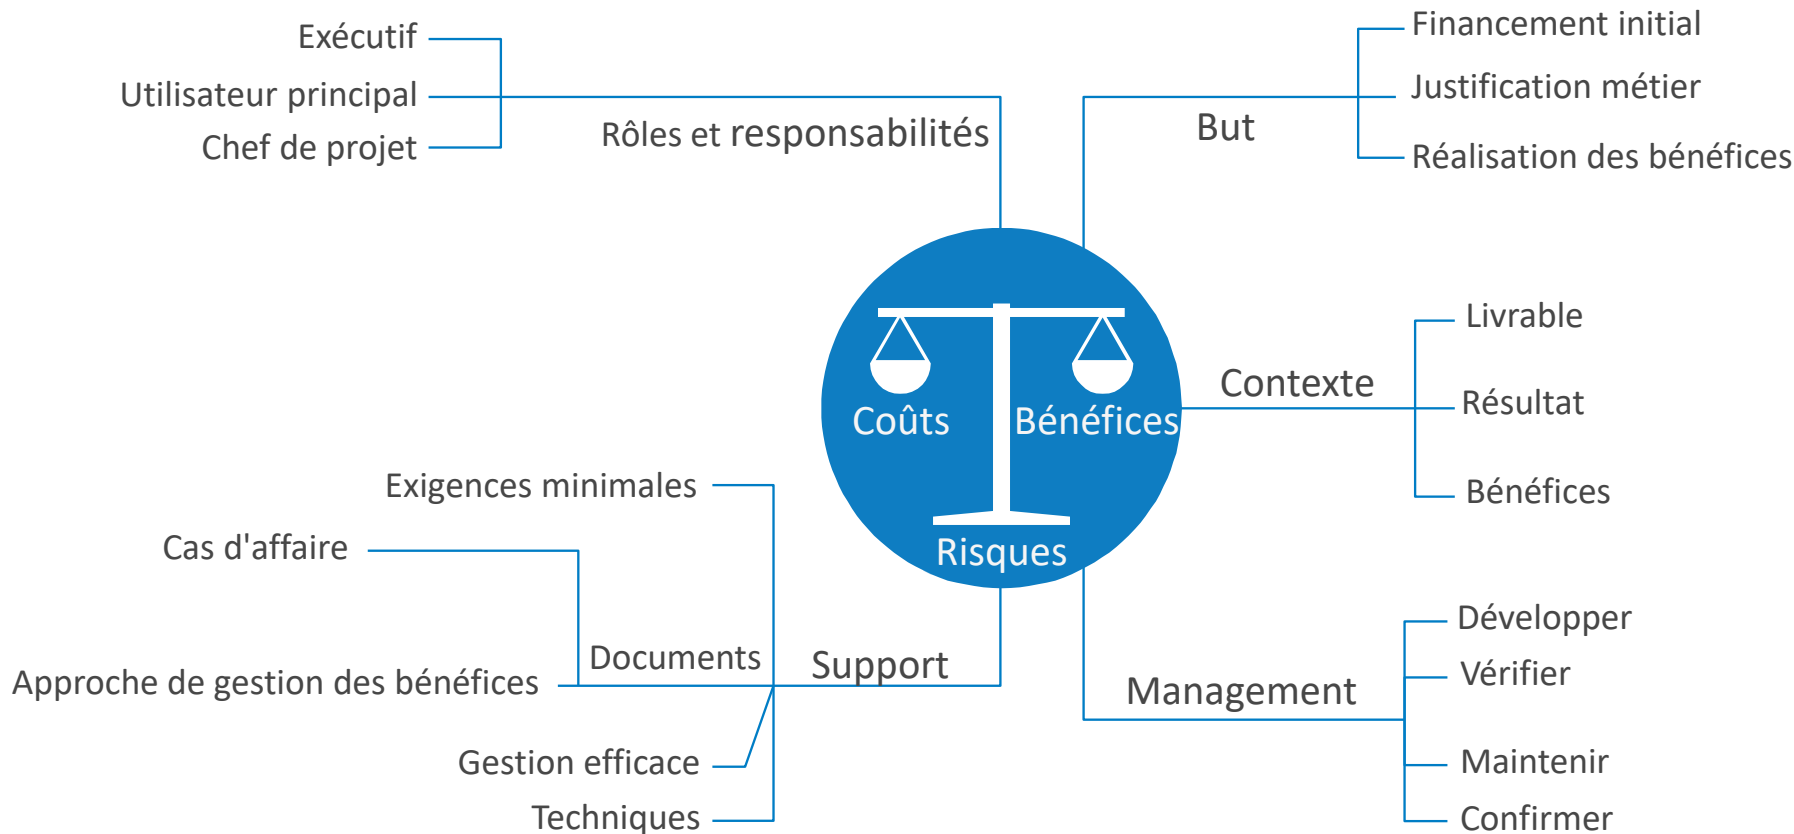 Exécutif
Utilisateur principal
Chef de projet
Rôles et responsabilités
But
Financement initial
Justification métier
Réalisation des bénéfices
Coûts
Bénéfices
Risques
Contexte
Livrable
Résultat
Bénéfices
Exigences minimales
Cas d'affaire
Documents
Support
Approche de gestion des bénéfices
Gestion efficace
Techniques
Management
Développer
Vérifier
Maintenir
Confirmer